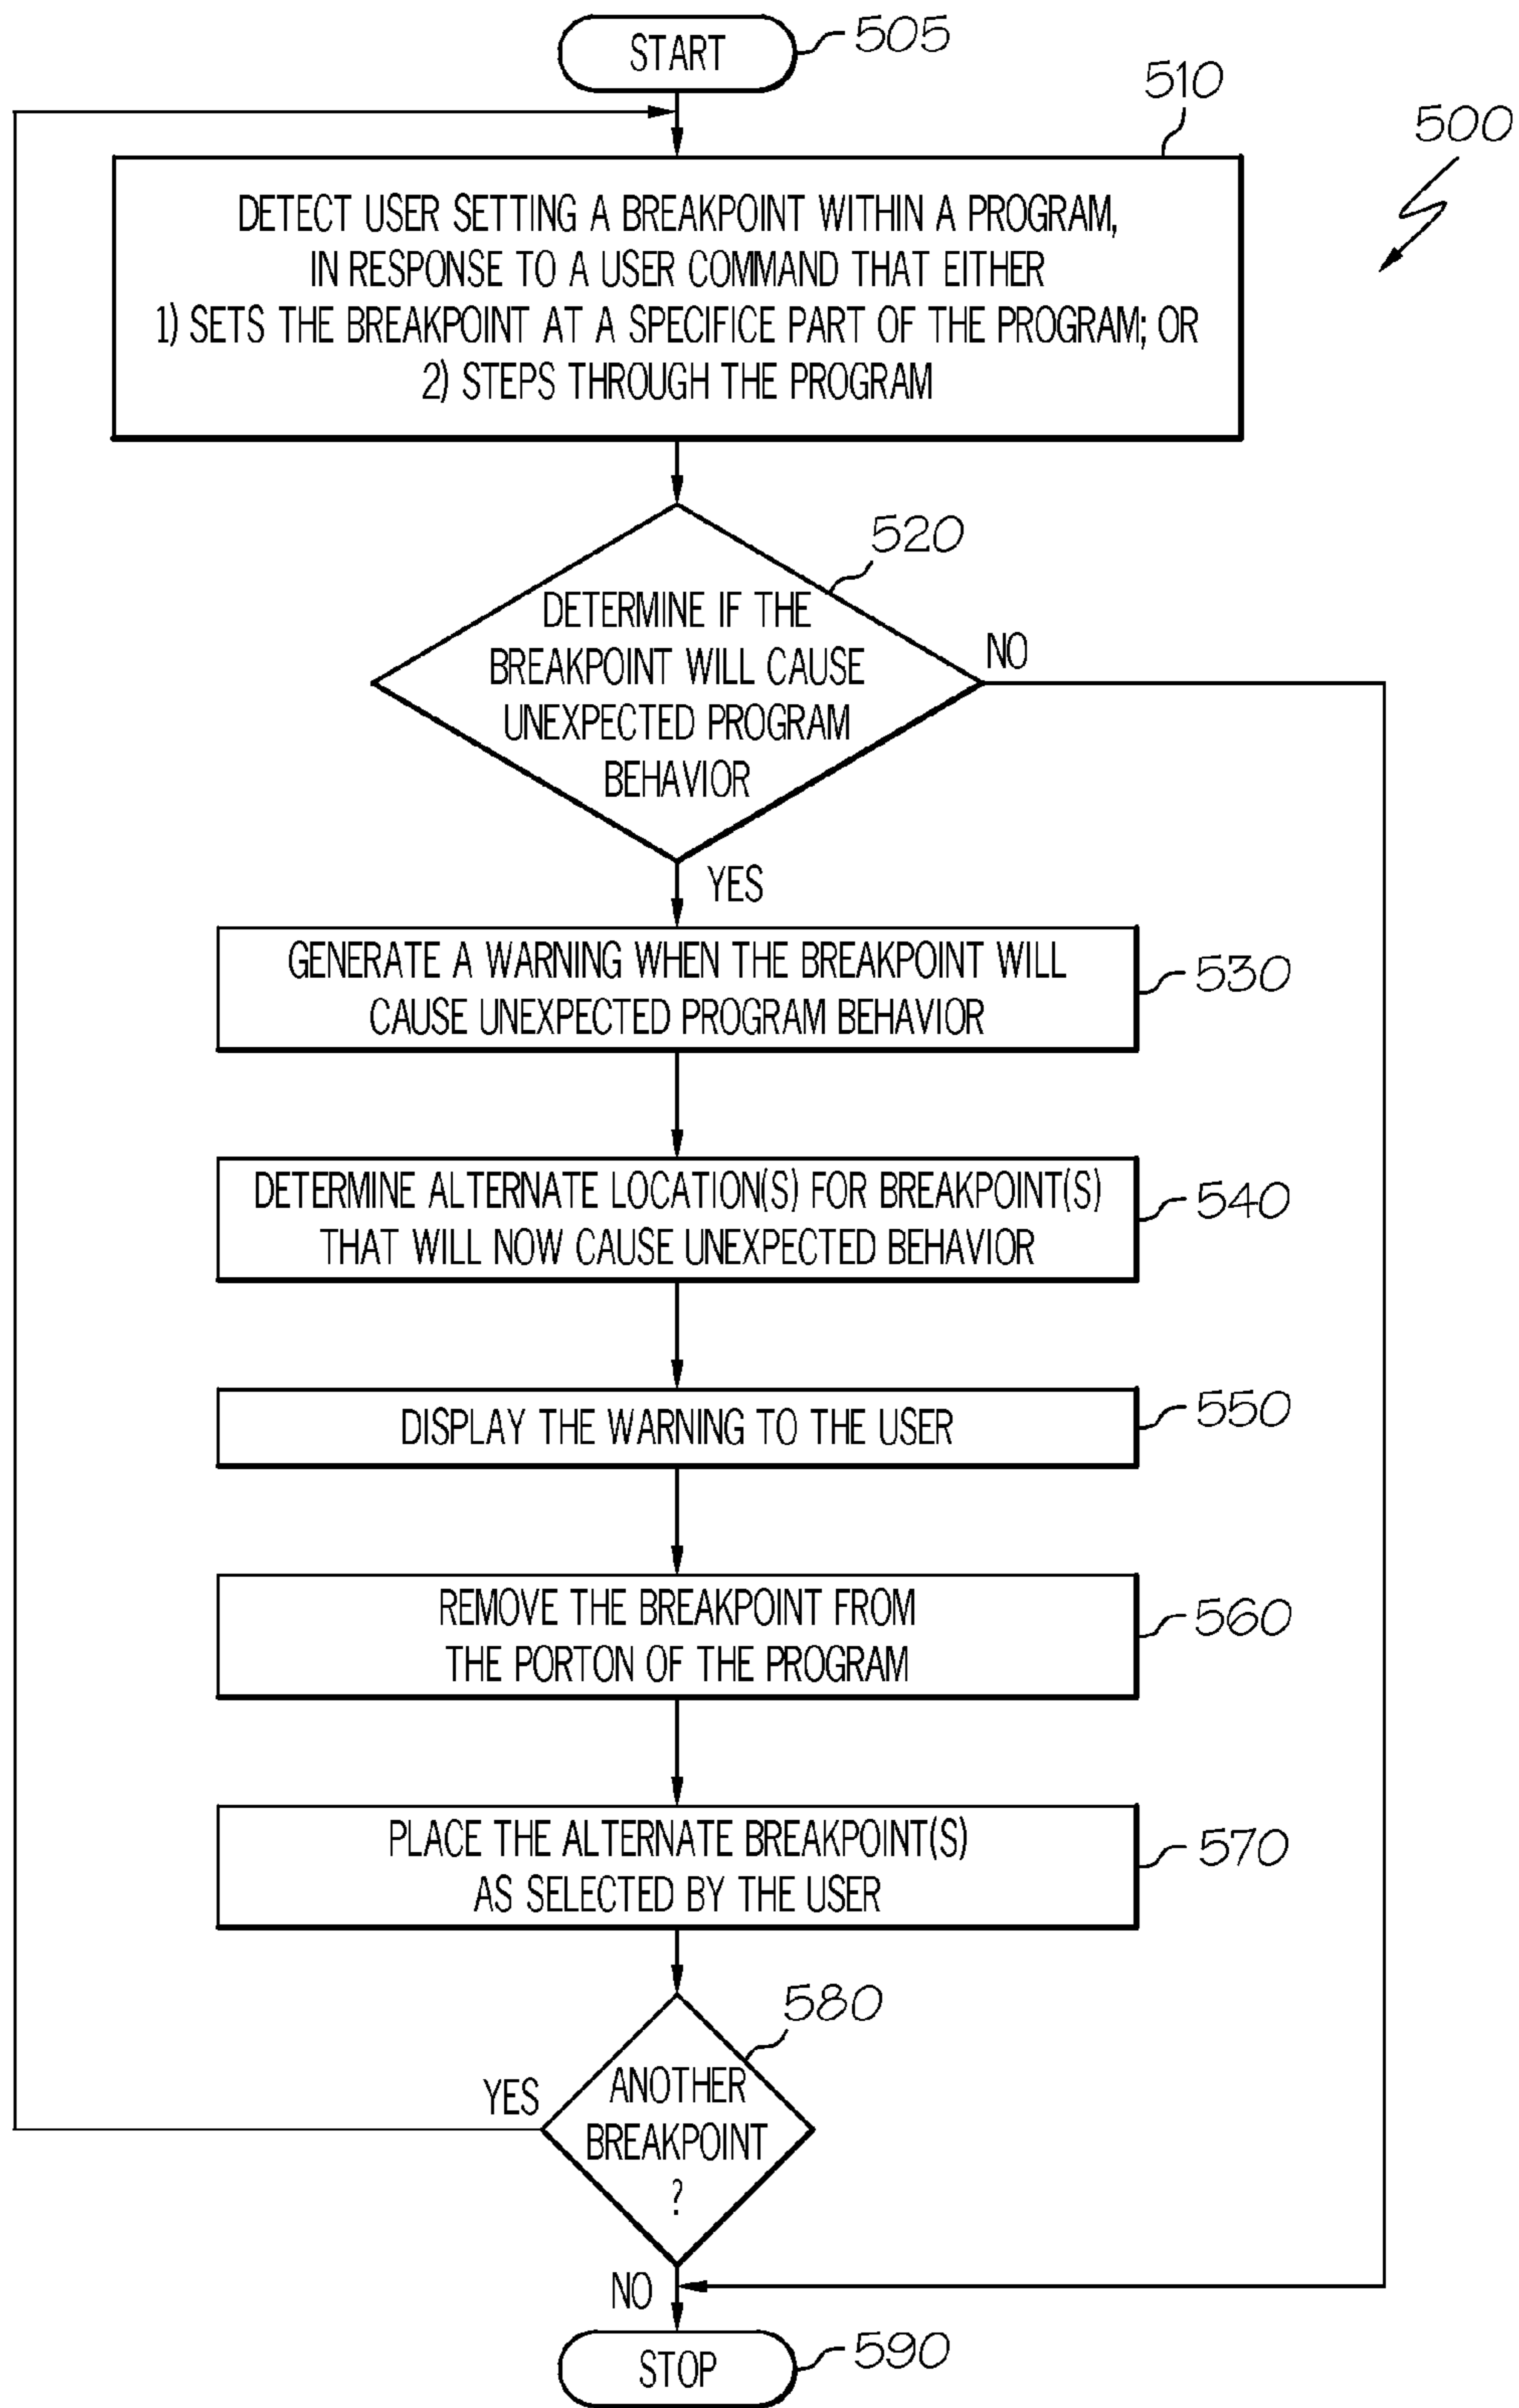 START
505
510
500
DETECT USER SETTING A BREAKPOINT WITHIN A PROGRAM,
IN RESPONSE TO A USER COMMAND THAT EITHER
1) SETS THE BREAKPOINT AT A SPECIFICE PART OF THE PROGRAM; OR
2) STEPS THROUGH THE PROGRAM
520
DETERMINE IF THE
BREAKPOINT WILL CAUSE
UNEXPECTED PROGRAM
BEHAVIOR
NO
YES
GENERATE A WARNING WHEN THE BREAKPOINT WILL
CAUSE UNEXPECTED PROGRAM BEHAVIOR
530
DETERMINE ALTERNATE LOCATION(S) FOR BREAKPOINT(S)
THAT WILL NOW CAUSE UNEXPECTED BEHAVIOR
540
DISPLAY THE WARNING TO THE USER
550
REMOVE THE BREAKPOINT FROM
THE PORTON OF THE PROGRAM
560
PLACE THE ALTERNATE BREAKPOINT(S)
AS SELECTED BY THE USER
570
580
YES
ANOTHER
BREAKPOINT
?
NO
STOP
590